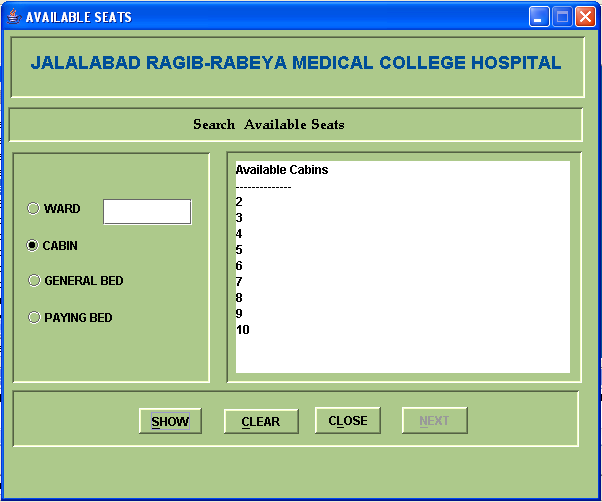 AVAILABLE SEATS
JALALABAD RAGIB-RABEYA MEDICAL COLLEGE HOSPITAL
Search Available Seats
WARD
CABIN
GENERAL BED
PAYING BED
Available Cabins
-------------
2
3
4
5
6
7
8
9
10
SHOW CLEAR CLOSE NEXT